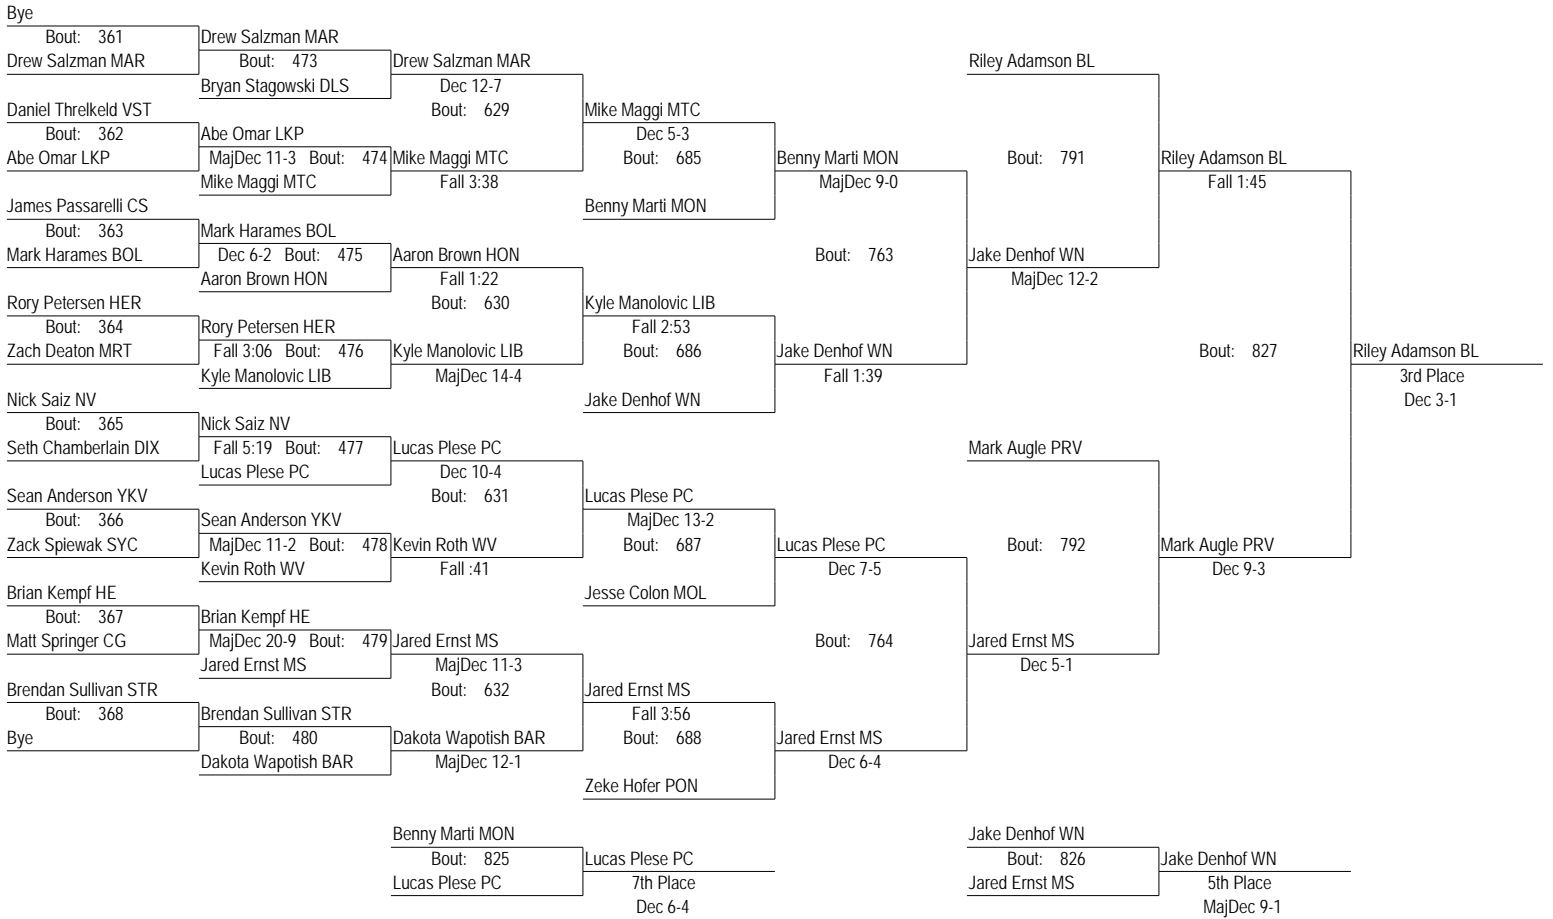 Bye
Bout: 361 Drew Salzman MAR
Drew Salzman MAR Bout: 473 Drew Salzman MAR Riley Adamson BL
Bryan Stagowski DLS Dec 12-7
Daniel Threlkeld VST Bout: 629 Mike Maggi MTC
Bout: 362 Abe Omar LKP Dec 5-3
Abe Omar LKP MajDec 11-3 Bout: 474 Mike Maggi MTC Bout: 685 Benny Marti MON Bout: 791 Riley Adamson BL
Mike Maggi MTC Fall 3:38 MajDec 9-0 Fall 1:45
James Passarelli CS Benny Marti MON
Bout: 363 Mark Harames BOL
Mark Harames BOL Dec 6-2 Bout: 475 Aaron Brown HON Bout: 763 Jake Denhof WN
Aaron Brown HON Fall 1:22 MajDec 12-2
Rory Petersen HER Bout: 630 Kyle Manolovic LIB
Bout: 364 Rory Petersen HER Fall 2:53
Zach Deaton MRT Fall 3:06 Bout: 476 Kyle Manolovic LIB Bout: 686 Jake Denhof WN Bout: 827 Riley Adamson BL
Kyle Manolovic LIB MajDec 14-4 Fall 1:39 3rd Place
Nick Saiz NV Jake Denhof WN Dec 3-1
Bout: 365 Nick Saiz NV
Seth Chamberlain DIX Fall 5:19 Bout: 477 Lucas Plese PC Mark Augle PRV
Lucas Plese PC Dec 10-4
Sean Anderson YKV Bout: 631 Lucas Plese PC
Bout: 366 Sean Anderson YKV MajDec 13-2
Zack Spiewak SYC MajDec 11-2 Bout: 478 Kevin Roth WV Bout: 687 Lucas Plese PC Bout: 792 Mark Augle PRV
Kevin Roth WV Fall :41 Dec 7-5 Dec 9-3
Brian Kempf HE Jesse Colon MOL
Bout: 367 Brian Kempf HE
Matt Springer CG MajDec 20-9 Bout: 479 Jared Ernst MS Bout: 764 Jared Ernst MS
Jared Ernst MS MajDec 11-3 Dec 5-1
Brendan Sullivan STR Bout: 632 Jared Ernst MS
Bout: 368 Brendan Sullivan STR Fall 3:56
Bye Bout: 480 Dakota Wapotish BAR Bout: 688 Jared Ernst MS
Dakota Wapotish BAR MajDec 12-1 Dec 6-4
Zeke Hofer PON
Benny Marti MON Jake Denhof WN
Bout: 825 Lucas Plese PC Bout: 826 Jake Denhof WN
Lucas Plese PC 7th Place Jared Ernst MS 5th Place
Dec 6-4 MajDec 9-1